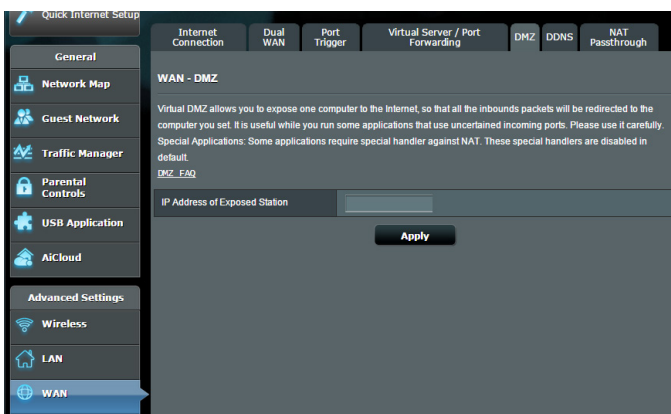 Quick Internet Setup
General
Network Map
Guest Network
Traffic Manager
Parental
Controls
USB Application
AiCloud
Advanced Settings
Wireless
LAN
WAN
Internet
Connection
Dual
WAN
Port
Trigger
Virtual Server / Port
Forwarding
DMZ
DDNS
NAT
Passthrough
WAN - DMZ
Virtual DMZ allows you to expose one computer to the Internet, so that all the inbounds packets will be redirected to the
computer you set. It is useful while you run some applications that use uncertained incoming ports. Please use it carefully.
Special Applications: Some applications require special handler against NAT. These special handlers are disabled in
default.
DMZ FAQ
IP Address of Exposed Station
Apply